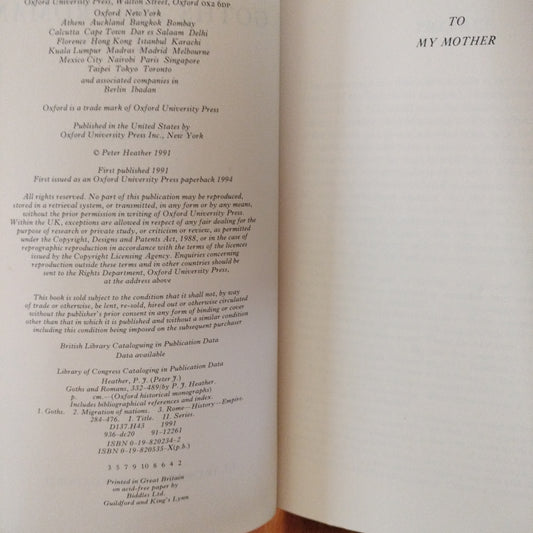 Oxford University Press, Walton Street, Oxford OX2 6DP
Oxford New York
Athens Auckland Bangkok Bombay
Calcutta Cape Town Dar es Salaam Delhi
Florence Hong Kong Istanbul Karachi
Kuala Lumpur Madras Madrid Melbourne
Mexico City Nairobi Paris Singapore
Taipei Tokyo Toronto
and associated companies in
Berlin Ibadan
Oxford is a trade mark of Oxford University Press
Published in the United States by
Oxford University Press Inc., New York
© Peter Heather 1991
First published 1991
First issued as an Oxford University Press paperback 1994
All rights reserved. No part of this publication may be reproduced,
stored in a retrieval system, or transmitted, in any form or by any means,
without the prior permission in writing of Oxford University Press.
Within the UK, exceptions are allowed in respect of any fair dealing for the
purpose of research or private study, or criticism or review, as permitted
under the Copyright, Designs and Patents Act, 1988, or in the case of
reprographic reproduction in accordance with the terms of the licences
issued by the Copyright Licensing Agency. Enquiries concerning
reproduction outside these terms and in other countries should be
sent to the Rights Department, Oxford University Press,
at the address above
This book is sold subject to the condition that it shall not, by way
of trade or otherwise, be lent, re-sold, hired out or otherwise circulated
without the publisher's prior consent in any form of binding or cover
other than that in which it is published and without a similar condition
including this condition being imposed on the subsequent purchaser
British Library Cataloguing in Publication Data
Data available
Library of Congress Cataloging in Publication Data
Heather, P. J. (Peter J.)
Goths and Romans, 332-489/by P. J. Heather.
p. cm.—(Oxford historical monographs)
Includes bibliographical references and index.
1. Goths. 2. Migration of nations. 3. Rome—History—Empire.
284-476. 1. Title. II. Series.
D137.H43 1991
936-dc20 91-12261
ISBN 0-19-820234-2
ISBN 0-19-820535-X(p.b.)
3 5 7 9 10 8 6 4 2
Printed in Great Britain
on acid-free paper by
Biddles Ltd.
Guildford and King's Lynn
TO
MY MOTHER